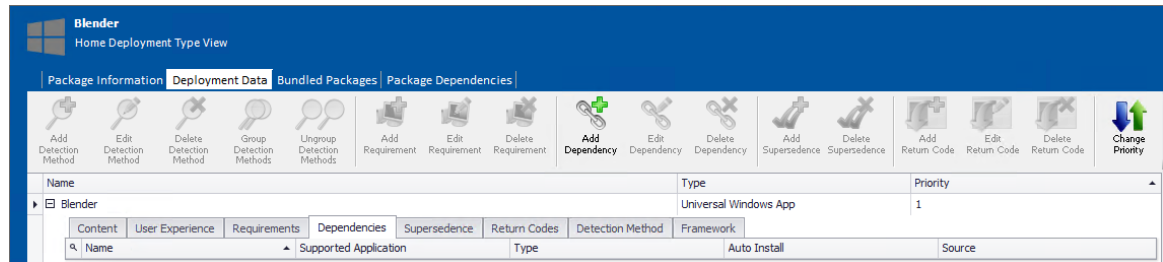 Blender
Home Deployment Type View
Package Information Deployment Data Bundled Packages Package Dependencies
Add Detection Method Edit Detection Method Delete Detection Method Group Detection Methods Ungroup Detection Methods Add Requirement Edit Requirement Delete Requirement Add Dependency Edit Dependency Delete Dependency Add Supersedence Delete Supersedence Add Return Code Edit Return Code Delete Return Code Change Priority
Name Type Priority
Blender Universal Windows App 1
Content User Experience Requirements Dependencies Supersedence Return Codes Detection Method Framework
Name Supported Application Type Auto Install Source